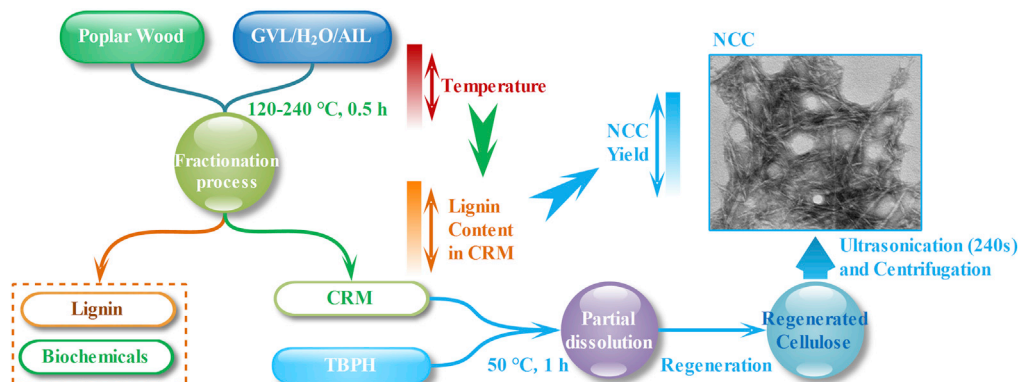 Poplar Wood
GVL/H₂O/AIL
120-240 °C, 0.5 h
Fractionation
process
Temperature
Lignin
Content
in CRM
NCC
Yield
NCC
Ultrasonication (240s)
and Centrifugation
Lignin
Biochemicals
CRM
TBPH
50 °C, 1 h
Partial
dissolution
Regeneration
Regenerated
Cellulose